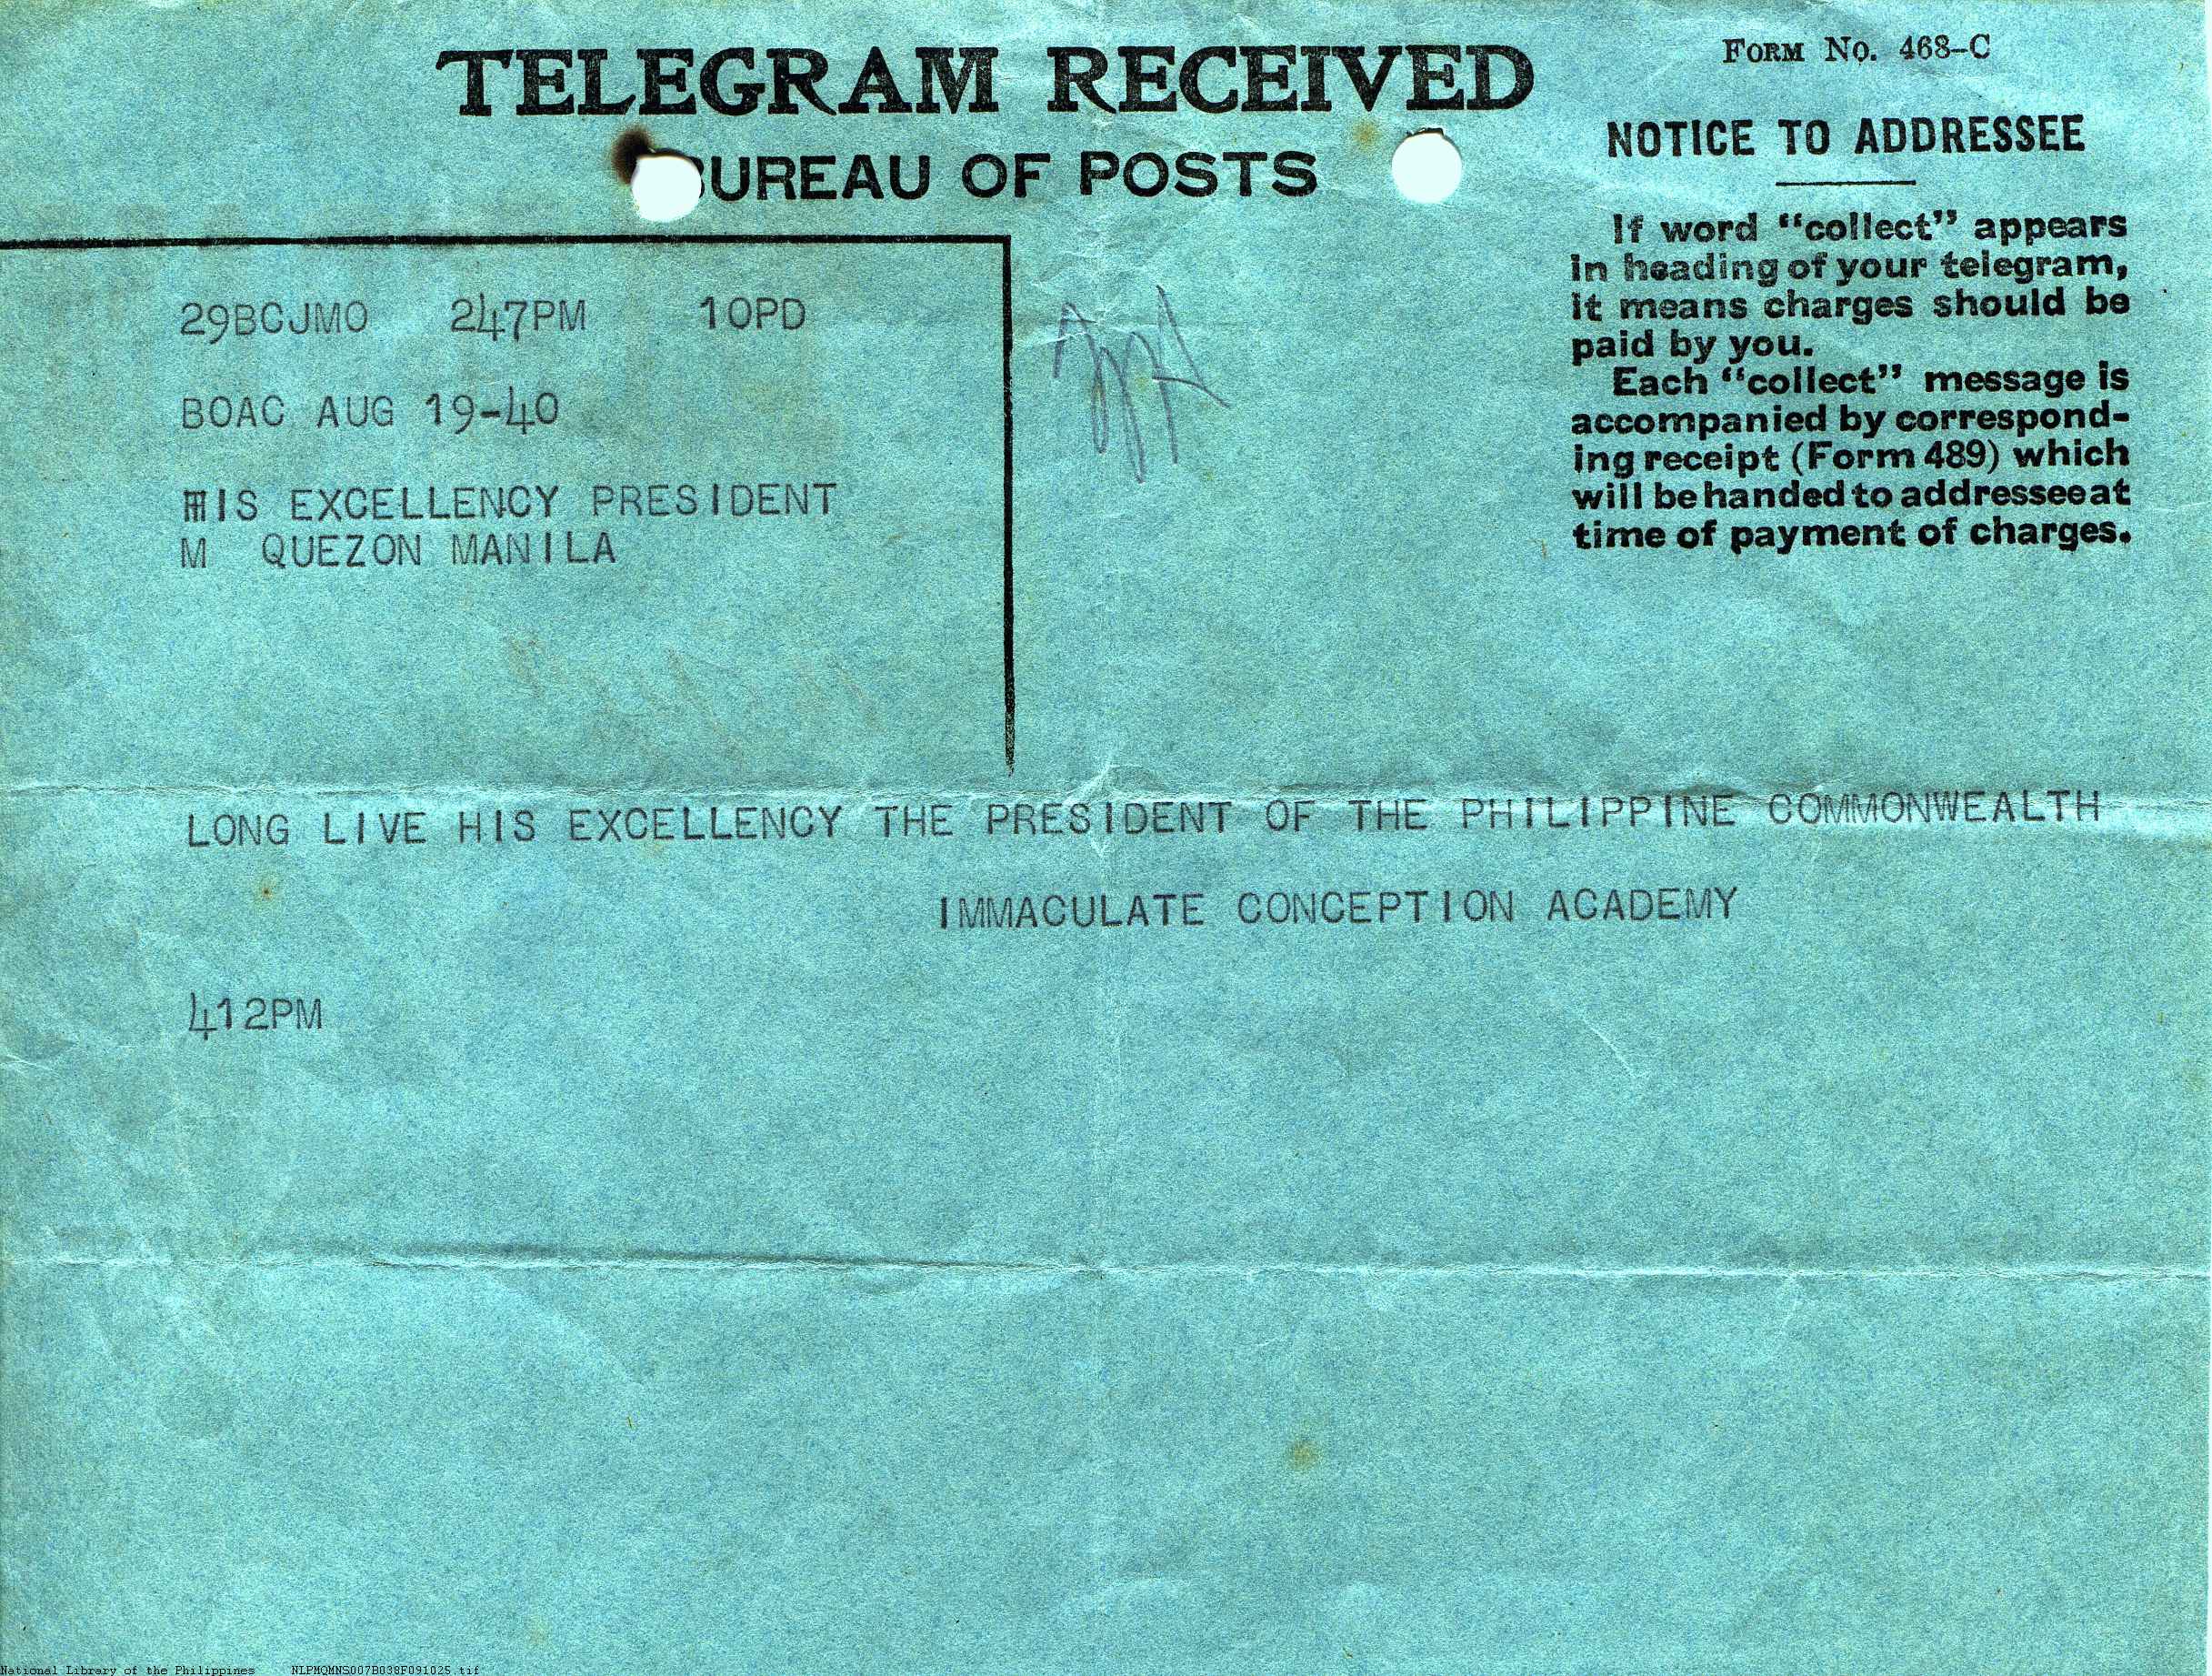 TELEGRAM RECEIVED
BUREAU OF POSTS
FORM NO. 468-C
NOTICE TO ADDRESSEE
If word "collect" appears
in heading of your telegram,
it means charges should be
paid by you.
Each "collect" message is
accompanied by correspond-
ing receipt (Form 489) which
will be handed to addressee at
time of payment of charges.
29BCJMO 247PM 10PD
BOAC AUG 19-40
HIS EXCELLENCY PRESIDENT
M QUEZON MANILA
LONG LIVE HIS EXCELLENCY THE PRESIDENT OF THE PHILIPPINE COMMONWEALTH
IMMACULATE CONCEPTION ACADEMY
412PM
National Library of the Philippines NLPMQMNS007B038F091025.tif